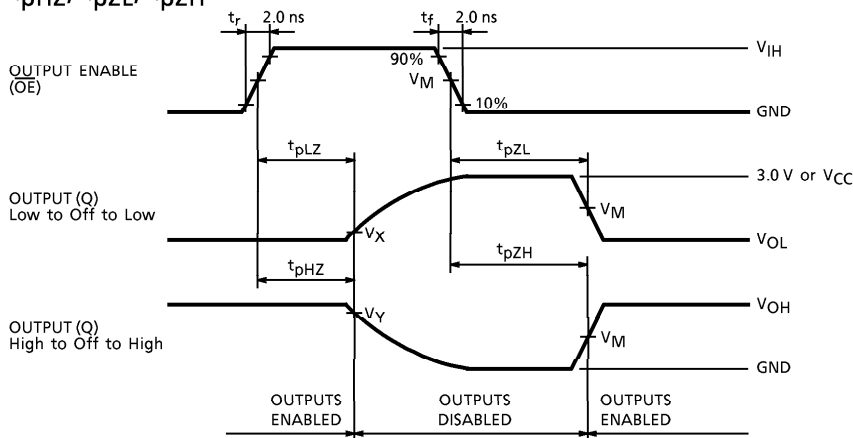 tpHZ, tpZL, tpZH
tr 2.0 ns
tf 2.0 ns
OUTPUT ENABLE
(OE)
90%
VM
10%
VIH
GND
tpLZ
tpZL
OUTPUT (Q)
Low to Off to Low
3.0 V or VCC
VX
VM
VOL
tpHZ
tpZH
OUTPUT (Q)
High to Off to High
VY
VOH
VM
GND
OUTPUTS
ENABLED
OUTPUTS
DISABLED
OUTPUTS
ENABLED